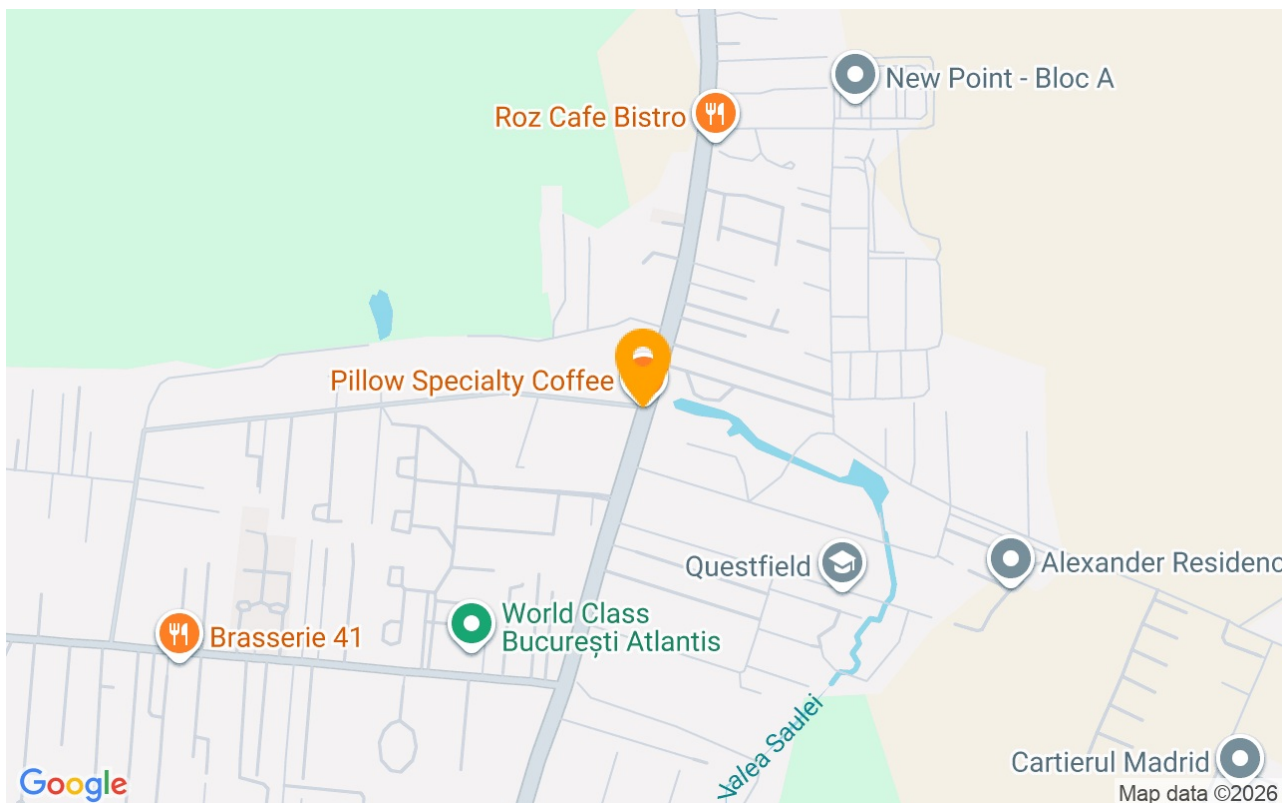 New Point - Bloc A
Roz Cafe Bistro
Pillow Specialty Coffee
Questfield
Alexander Residenc
World Class
București Atlantis
Brasserie 41
Valea Saulei
Cartierul Madrid
Google
Map data ©2026